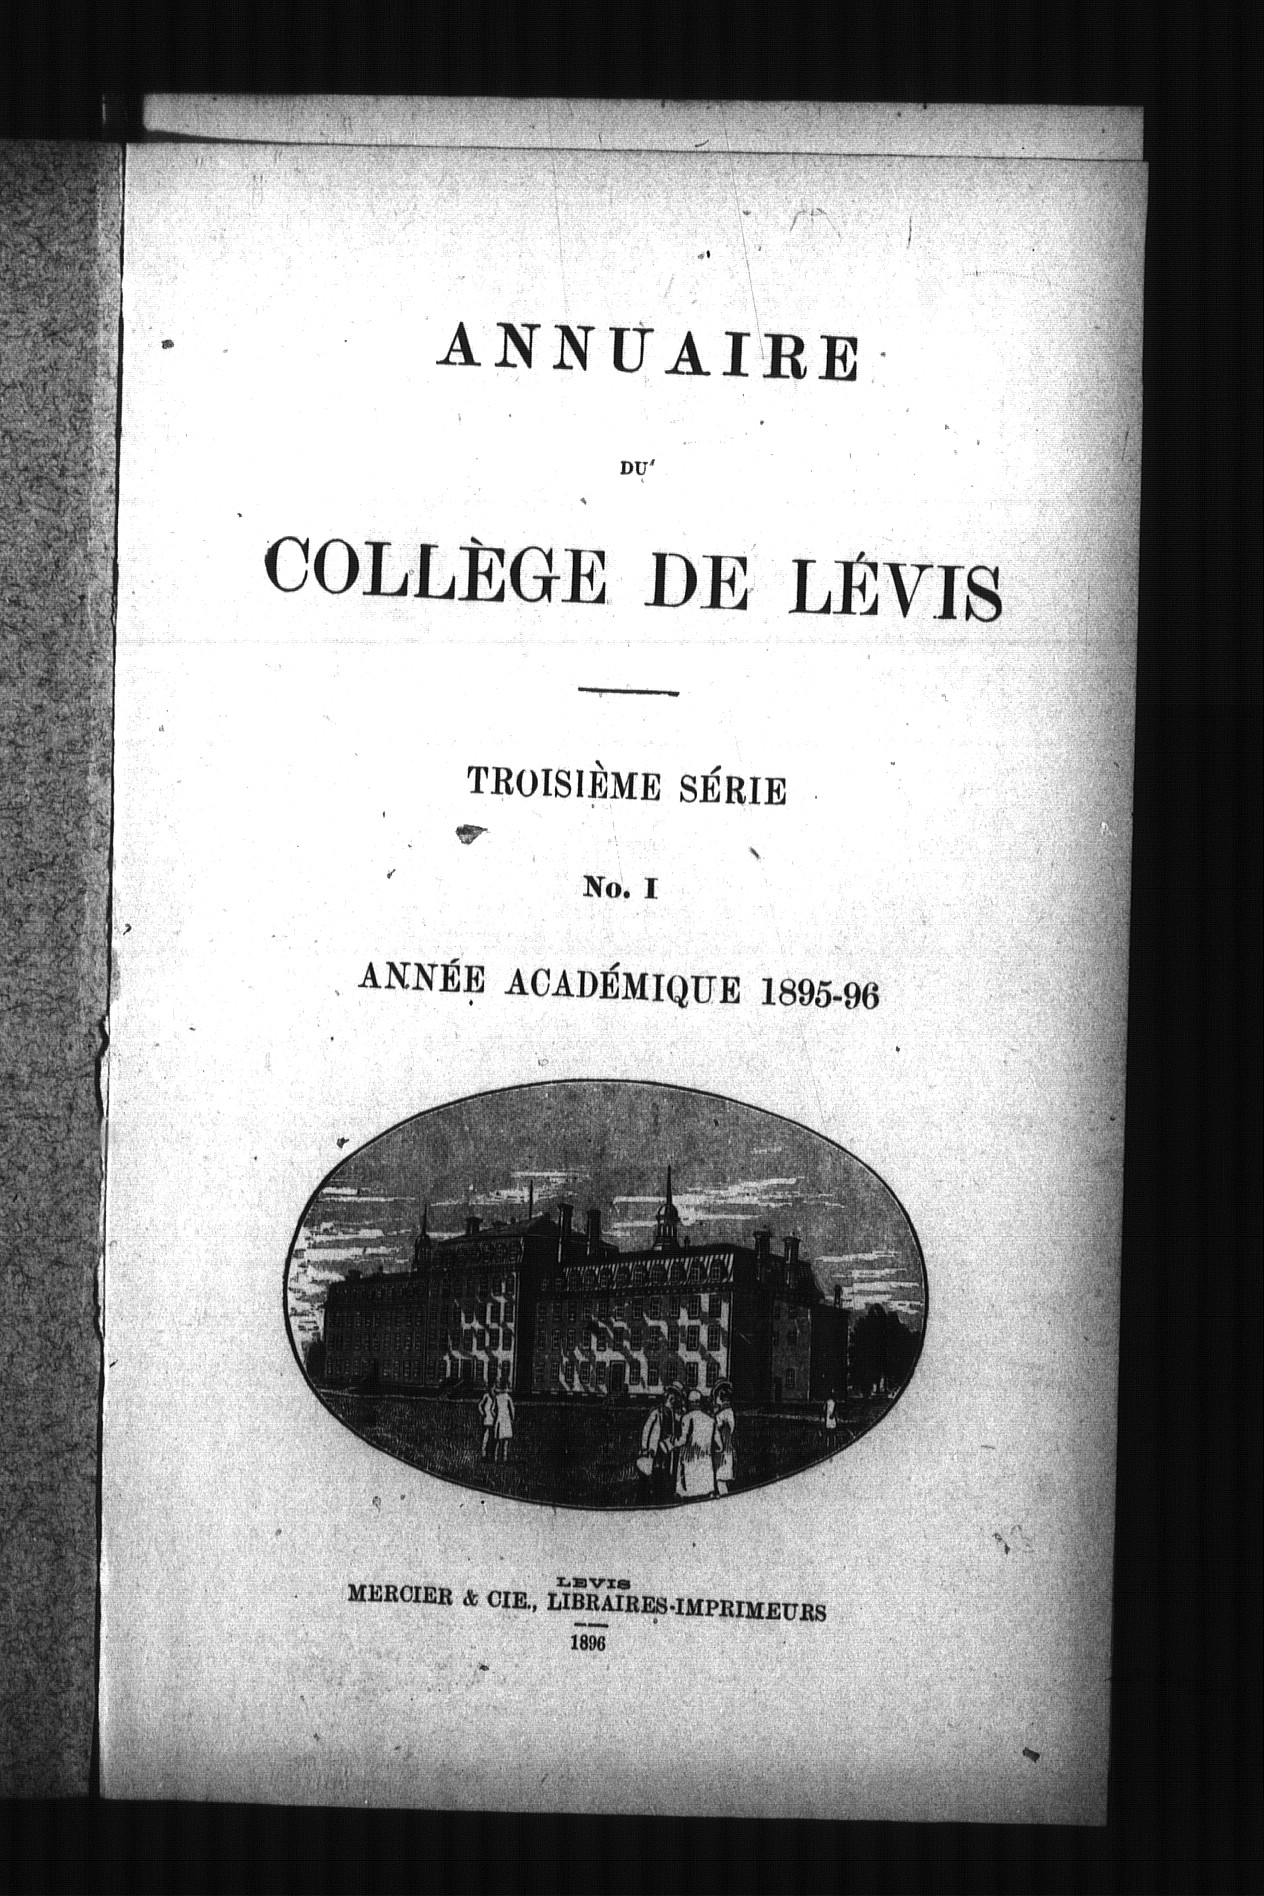 ANNUAIRE
DU
COLLÈGE DE LÉVIS
TROISIÈME SÉRIE
No. I
ANNÉE ACADÉMIQUE 1895-96
LEVIS
MERCIER & CIE., LIBRAIRES-IMPRIMEURS
1896